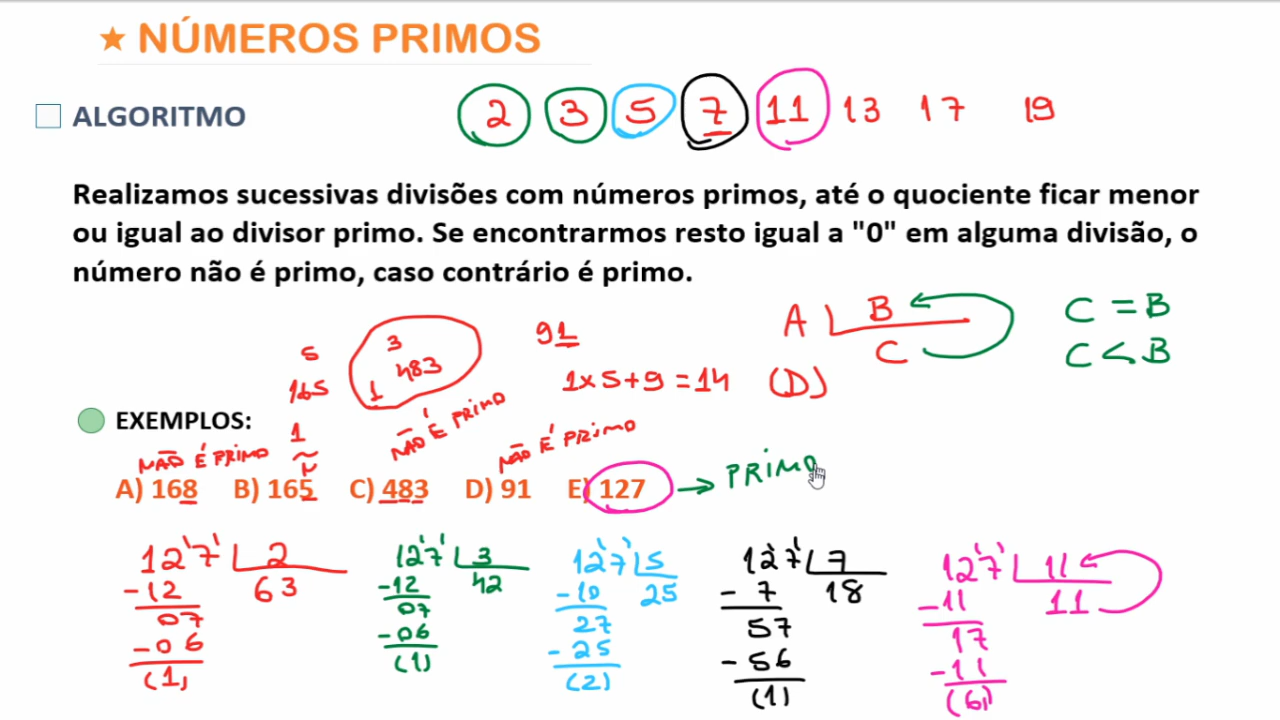 NÚMEROS PRIMOS
ALGORITMO
2 3 5 7 11 13 17 19
Realizamos sucessivas divisões com números primos, até o quociente ficar menor
ou igual ao divisor primo. Se encontrarmos resto igual a "0" em alguma divisão, o
número não é primo, caso contrário é primo.
A B
C
C = B
C < B
5
165
1
3
483
1
91
1x5+9=14 (D)
EXEMPLOS:
NÃO É PRIMO
NÃO É PRIMO
NÃO É PRIMO
A) 168 B) 165 C) 483 D) 91 E) 127 → PRIMO
127 2
-12 63
07
-06
(1)
127 3
-12 42
07
-06
(1)
127 5
-10 25
27
-25
(2)
127 7
-7 18
57
-56
(1)
127 11
-11 11
17
-11
(6)